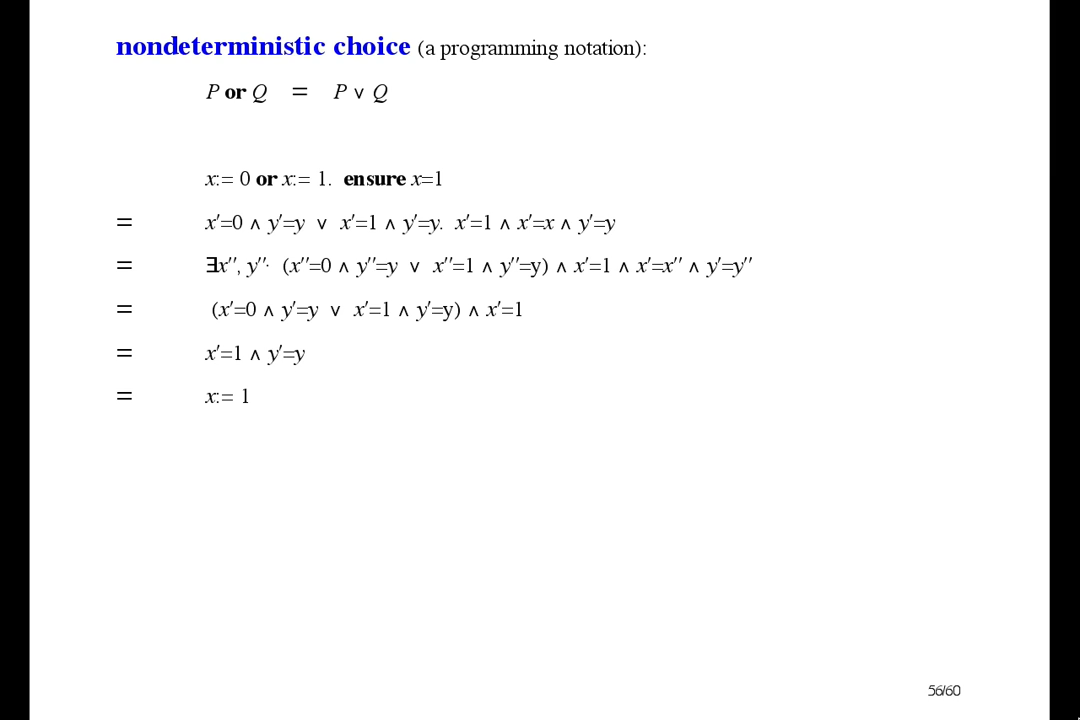 nondeterministic choice (a programming notation):
P or Q = P ∨ Q
x:= 0 or x:= 1. ensure x=1
= x′=0 ∧ y′=y ∨ x′=1 ∧ y′=y. x′=1 ∧ x′=x ∧ y′=y
= ∃x′′, y′′· (x′′=0 ∧ y′′=y ∨ x′′=1 ∧ y′′=y) ∧ x′=1 ∧ x′=x′′ ∧ y′=y′′
= (x′=0 ∧ y′=y ∨ x′=1 ∧ y′=y) ∧ x′=1
= x′=1 ∧ y′=y
= x:= 1
56/60